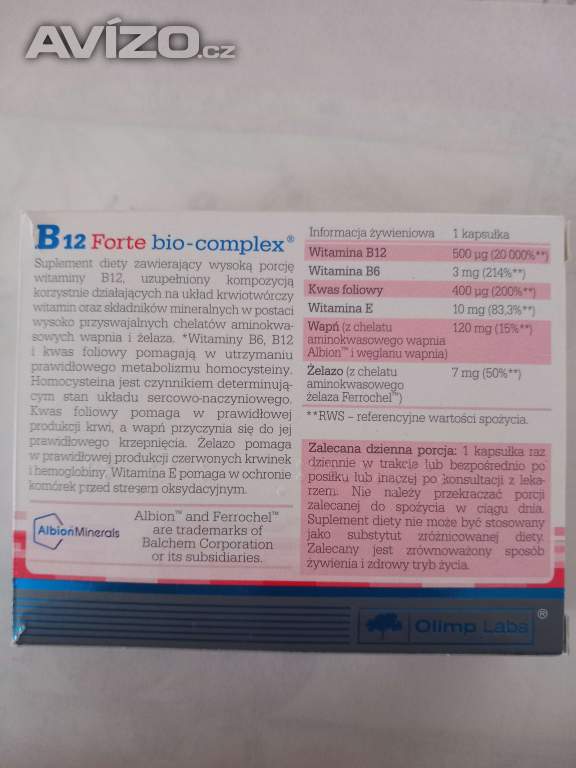 AVÍZO.cz
B12 Forte bio-complex®
Suplement diety zawierający wysoką porcję
witaminy B12, uzupełniony kompozycją
korzystnie działających na układ krwiotwórczy
witamin oraz składników mineralnych w postaci
wysoko przyswajalnych chelatów aminokwa-
sowych wapnia i żelaza. *Witaminy B6, B12
i kwas foliowy pomagają w utrzymaniu
prawidłowego metabolizmu homocysteiny.
Homocysteina jest czynnikiem determinują-
cym stan układu sercowo-naczyniowego.
Kwas foliowy pomaga w prawidłowej
produkcji krwi, a wapń przyczynia się do jej
prawidłowego krzepnięcia. Żelazo pomaga
w prawidłowej produkcji czerwonych krwinek
i hemoglobiny. Witamina E pomaga w ochronie
komórek przed stresem oksydacyjnym.
AlbionMinerals
Albion™ and Ferrochel™
are trademarks of
Balchem Corporation
or its subsidiaries.
Informacja żywieniowa 1 kapsułka
Witamina B12 500 µg (20 000%**)
Witamina B6 3 mg (214%**)
Kwas foliowy 400 µg (200%**)
Witamina E 10 mg (83,3%**)
Wapń (z chelatu 120 mg (15%**)
aminokwasowego wapnia
Albion™ i węglanu wapnia)
Żelazo (z chelatu 7 mg (50%**)
aminokwasowego
żelaza Ferrochel™)
**RWS – referencyjne wartości spożycia.
Zalecana dzienna porcja: 1 kapsułka raz
dziennie w trakcie lub bezpośrednio po
posiłku lub inaczej po konsultacji z leka-
rzem. Nie należy przekraczać porcji
zalecanej do spożycia w ciągu dnia.
Suplement diety nie może być stosowany
jako substytut zróżnicowanej diety.
Zalecany jest zrównoważony sposób
żywienia i zdrowy tryb życia.
Olimp Labs®